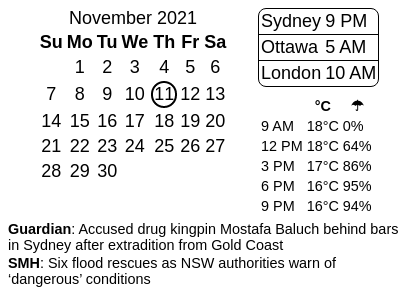 November 2021
Su Mo Tu We Th Fr Sa
1 2 3 4 5 6
7 8 9 10 11 12 13
14 15 16 17 18 19 20
21 22 23 24 25 26 27
28 29 30
Sydney 9 PM
Ottawa 5 AM
London 10 AM
°C ☂
9 AM 18°C 0%
12 PM 18°C 64%
3 PM 17°C 86%
6 PM 16°C 95%
9 PM 16°C 94%
Guardian: Accused drug kingpin Mostafa Baluch behind bars
in Sydney after extradition from Gold Coast
SMH: Six flood rescues as NSW authorities warn of
‘dangerous’ conditions